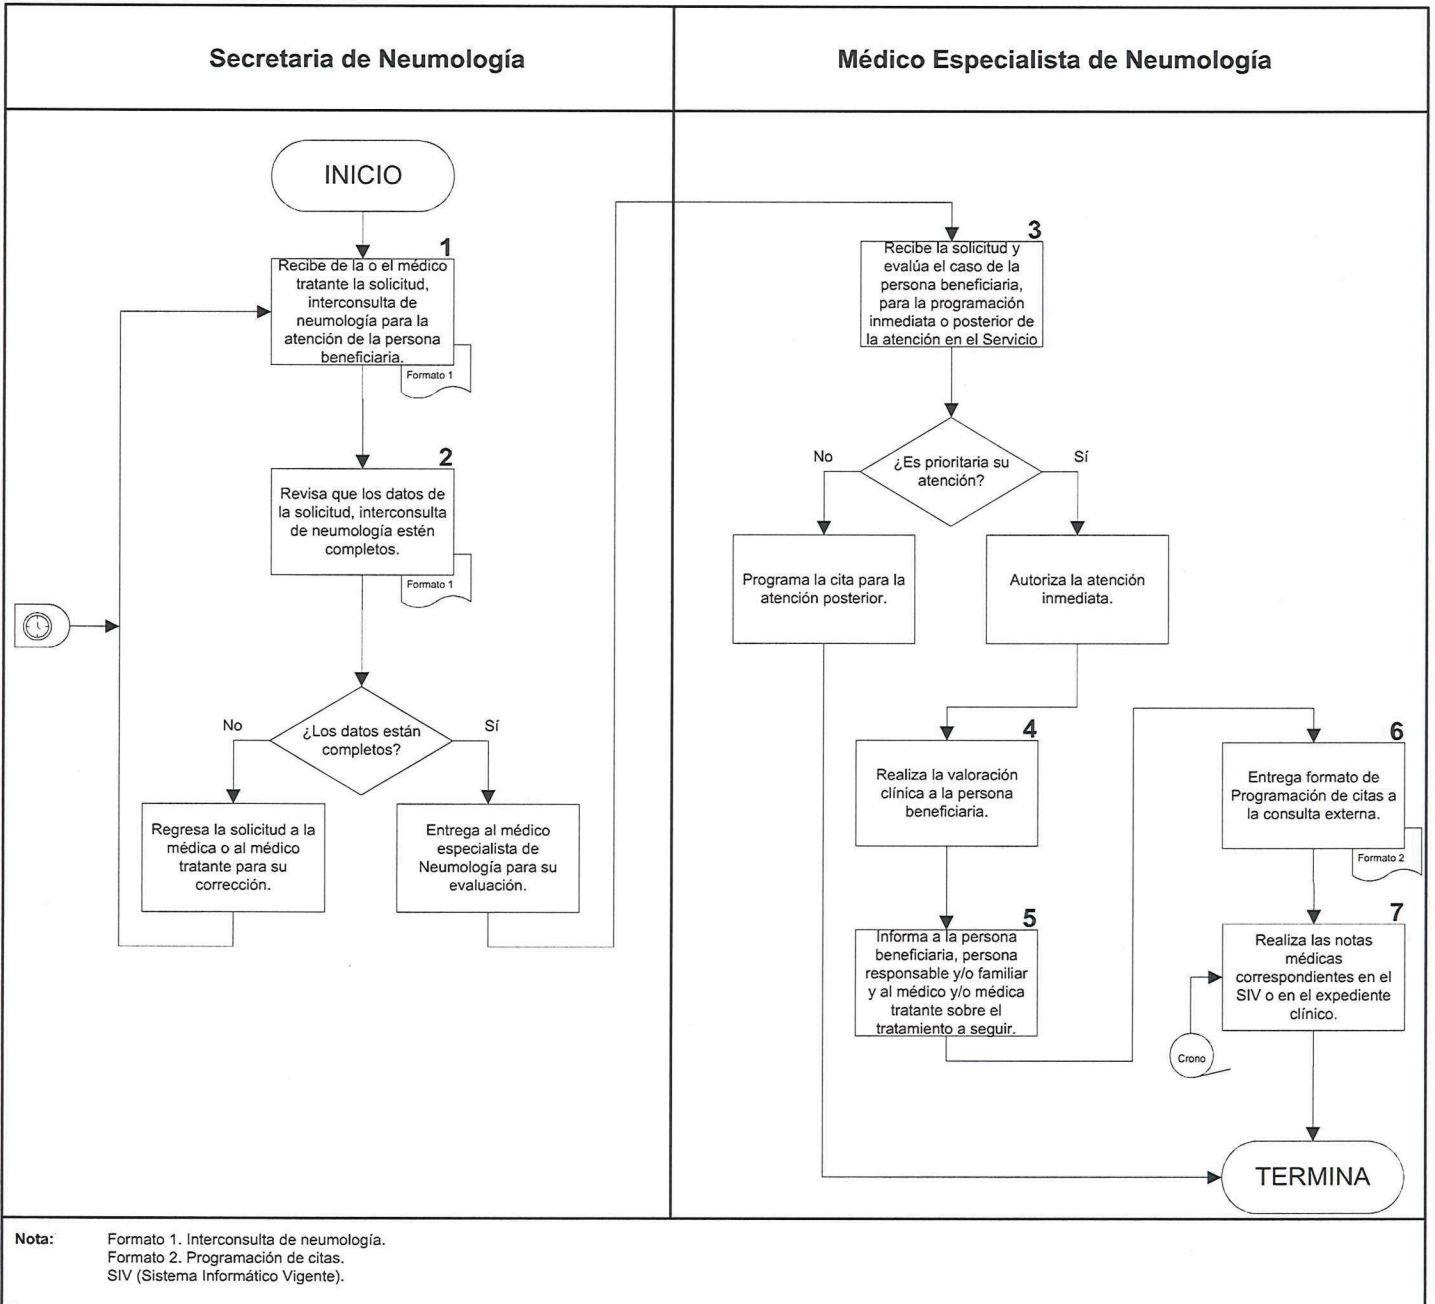 Secretaria de Neumología
Médico Especialista de Neumología
INICIO
1
Recibe de la o el médico
tratante la solicitud,
interconsulta de
neumología para la
atención de la persona
beneficiaria.
Formato 1
2
Revisa que los datos de
la solicitud, interconsulta
de neumología estén
completos.
Formato 1
¿Los datos están
completos?
No
Sí
Regresa la solicitud a la
médica o al médico
tratante para su
corrección.
Entrega al médico
especialista de
Neumología para su
evaluación.
3
Recibe la solicitud y
evalúa el caso de la
persona beneficiaria,
para la programación
inmediata o posterior de
la atención en el Servicio
¿Es prioritaria su
atención?
No
Sí
Programa la cita para la
atención posterior.
Autoriza la atención
inmediata.
4
Realiza la valoración
clínica a la persona
beneficiaria.
5
Informa a la persona
beneficiaria, persona
responsable y/o familiar
y al médico y/o médica
tratante sobre el
tratamiento a seguir.
6
Entrega formato de
Programación de citas a
la consulta externa.
Formato 2
7
Realiza las notas
médicas
correspondientes en el
SIV o en el expediente
clínico.
Crono
TERMINA
Nota: Formato 1. Interconsulta de neumología.
Formato 2. Programación de citas.
SIV (Sistema Informático Vigente).